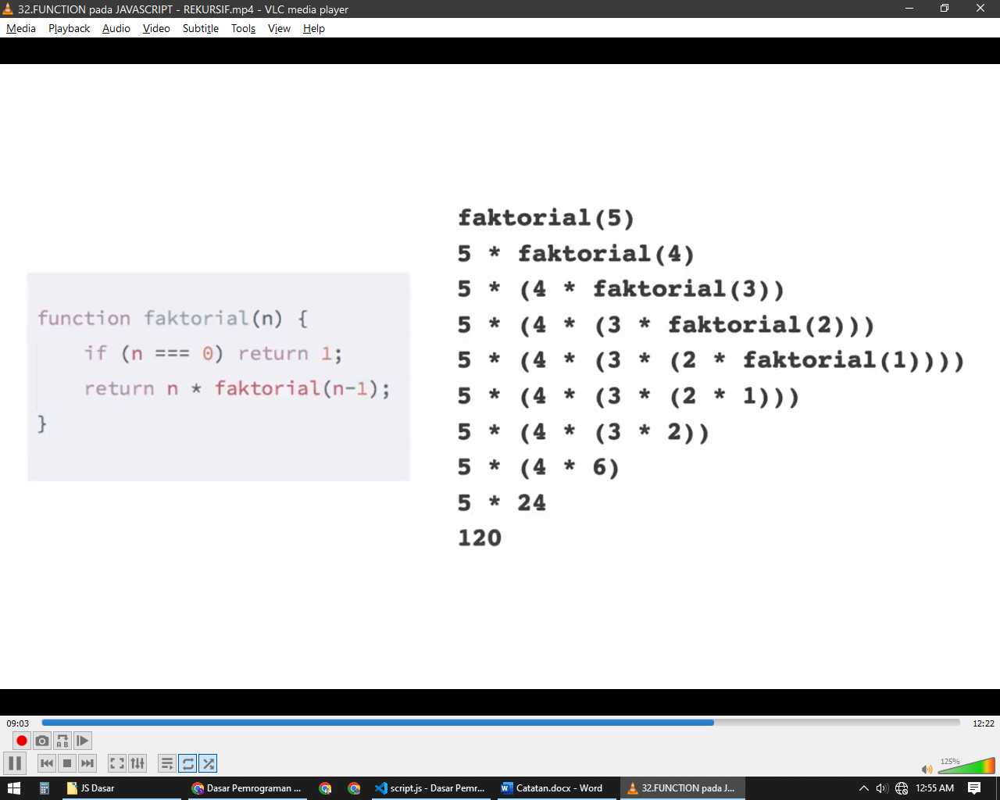 32.FUNCTION pada JAVASCRIPT - REKURSIF.mp4 - VLC media player
Media Playback Audio Video Subtitle Tools View Help
function faktorial(n) {
if (n === 0) return 1;
return n * faktorial(n-1);
}
faktorial(5)
5 * faktorial(4)
5 * (4 * faktorial(3))
5 * (4 * (3 * faktorial(2)))
5 * (4 * (3 * (2 * faktorial(1))))
5 * (4 * (3 * (2 * 1)))
5 * (4 * (3 * 2))
5 * (4 * 6)
5 * 24
120
09:03 12:22
A B
125%
JS Dasar Dasar Pemrograman ... script.js - Dasar Pemr... Catatan.docx - Word 32.FUNCTION pada J... 12:55 AM